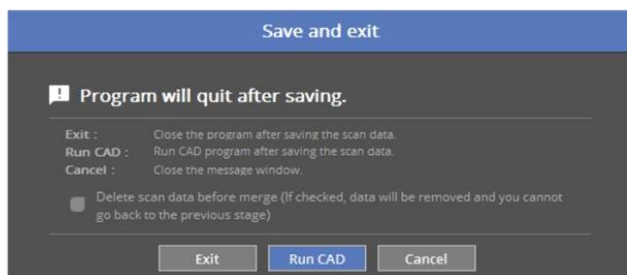 Save and exit
Program will quit after saving.
Exit : Close the program after saving the scan data.
Run CAD : Run CAD program after saving the scan data.
Cancel : Close the message window.
Delete scan data before merge (If checked, data will be removed and you cannot
go back to the previous stage)
Exit Run CAD Cancel